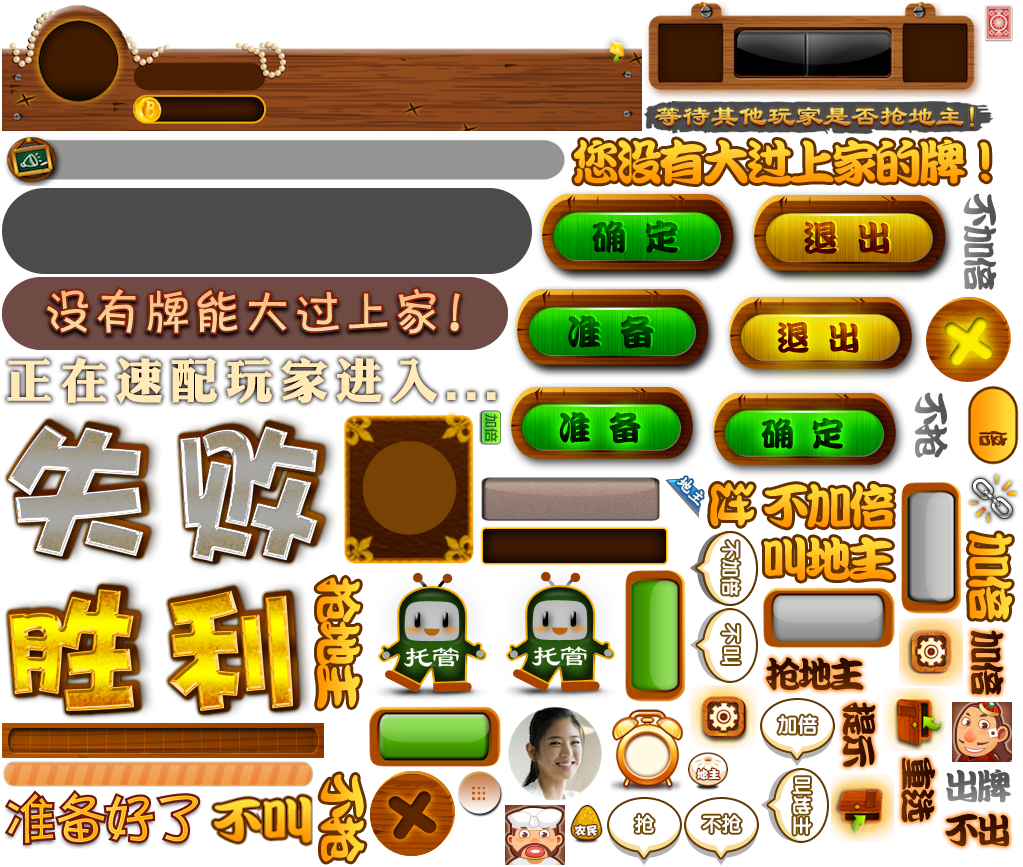 等待其他玩家是否抢地主!
您没有大过上家的牌!
确定
退出
不加倍
没有牌能大过上家!
准备
退出
正在速配玩家进入...
加倍
准备
确定
不抢
倍
失败
地主
不加倍
不加倍
叫地主
加倍
胜利
抢地主
托管
托管
不叫
抢地主
加倍
加倍
提示
地主
重选
出牌
准备好了
不叫
不抢
农民
抢
不抢
叫地主
不出